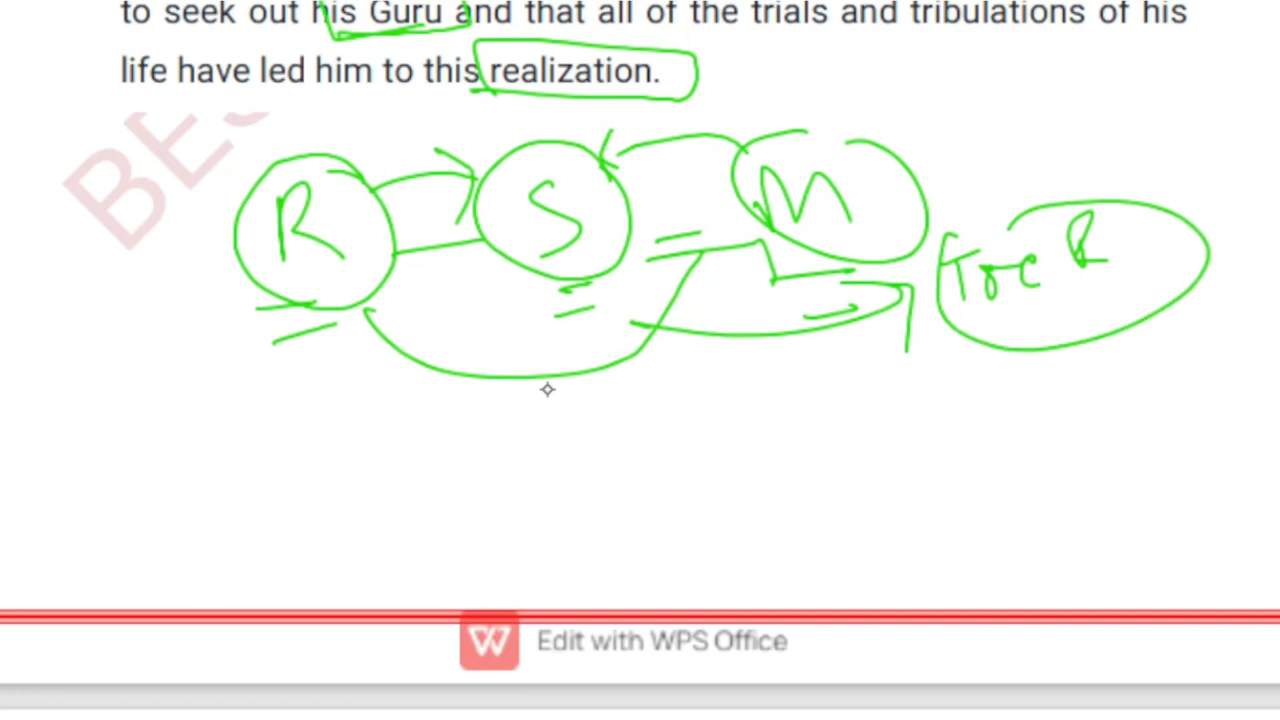 to seek out his Guru and that all of the trials and tribulations of his
life have led him to this realization.
BES
R S M
Edit with WPS Office